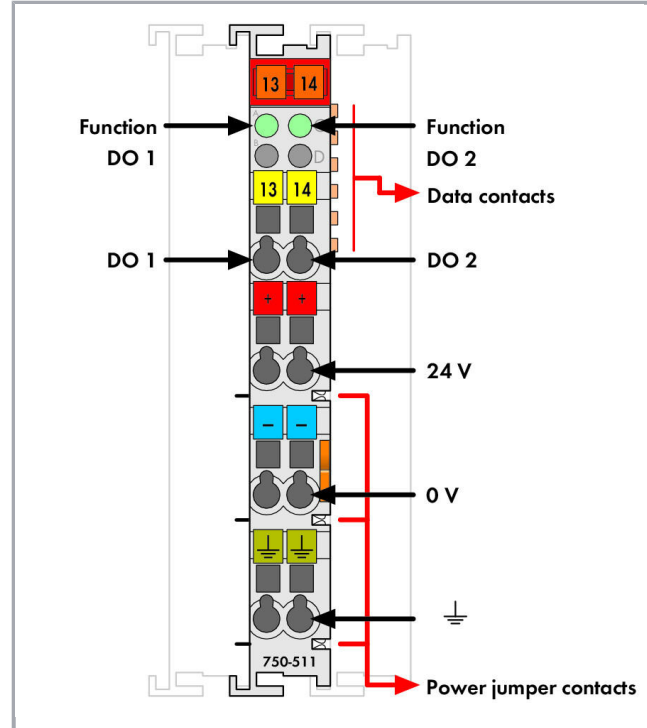 13 14
A C
Function Function
DO 1 B D DO 2
13 14
Data contacts
DO 1 DO 2
+ +
24 V
− −
0 V
750-511
Power jumper contacts